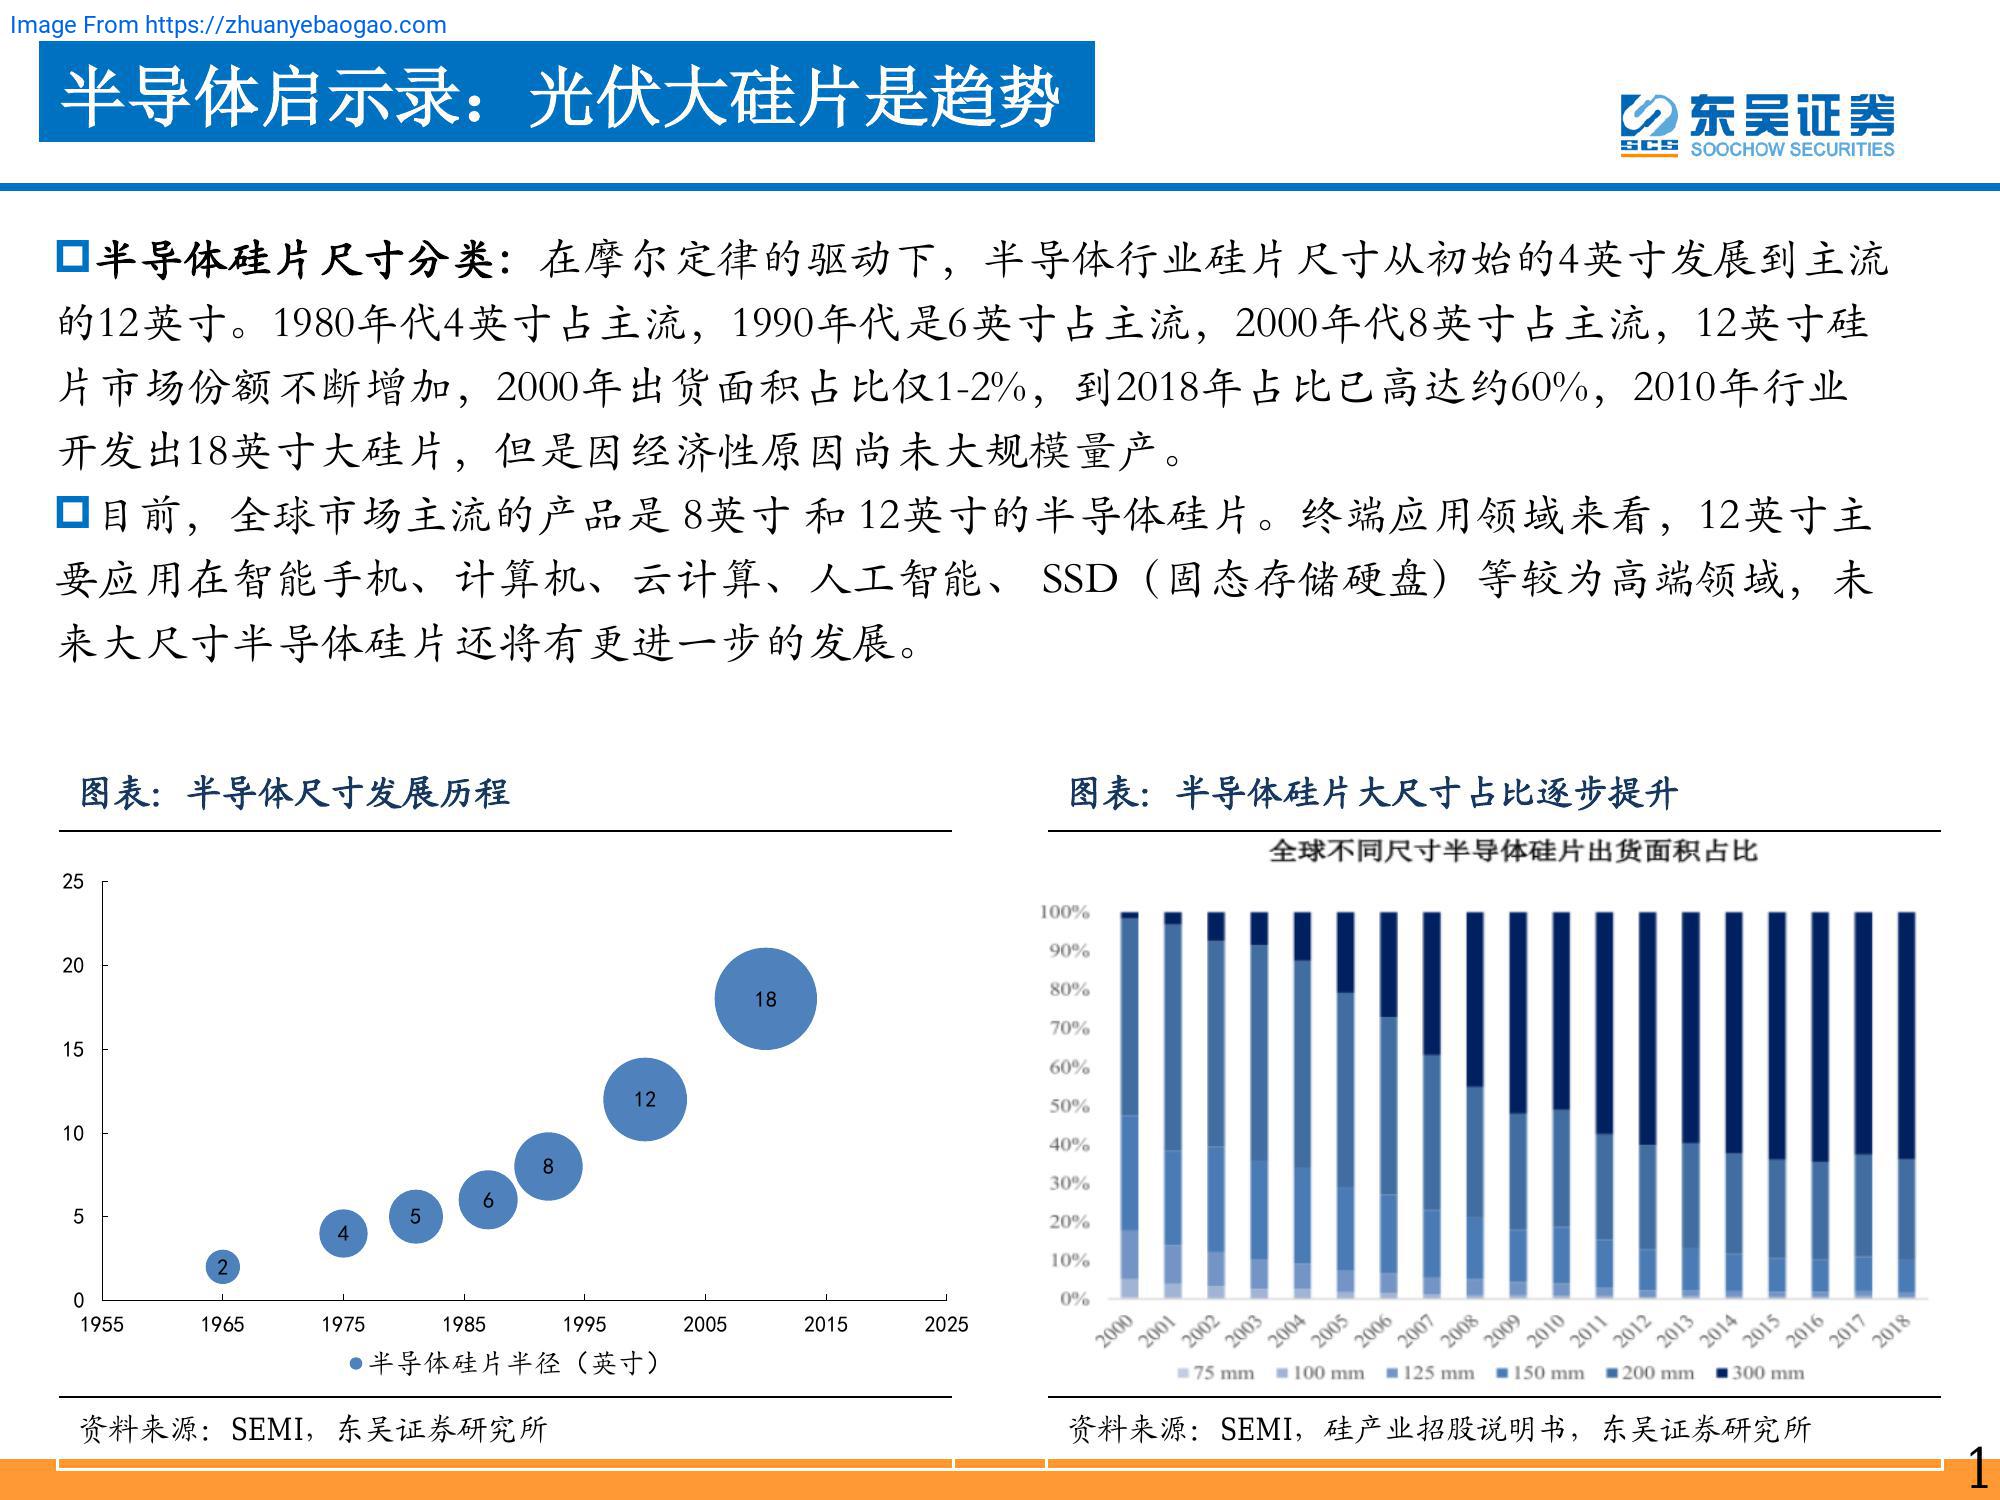 Image From https://zhuanyebaogao.com
半导体启示录：光伏大硅片是趋势
东吴证券
SCS
SOOCHOW SECURITIES
半导体硅片尺寸分类：在摩尔定律的驱动下，半导体行业硅片尺寸从初始的4英寸发展到主流
的12英寸。1980年代4英寸占主流，1990年代是6英寸占主流，2000年代8英寸占主流，12英寸硅
片市场份额不断增加，2000年出货面积占比仅1-2%，到2018年占比已高达约60%，2010年行业
开发出18英寸大硅片，但是因经济性原因尚未大规模量产。
目前，全球市场主流的产品是 8英寸 和 12英寸的半导体硅片。终端应用领域来看，12英寸主
要应用在智能手机、计算机、云计算、人工智能、 SSD（固态存储硬盘）等较为高端领域，未
来大尺寸半导体硅片还将有更进一步的发展。
图表：半导体尺寸发展历程
25
20
15
10
5
0
18
12
8
6
5
4
2
1955 1965 1975 1985 1995 2005 2015 2025
半导体硅片半径（英寸）
资料来源：SEMI，东吴证券研究所
图表：半导体硅片大尺寸占比逐步提升
全球不同尺寸半导体硅片出货面积占比
100%
90%
80%
70%
60%
50%
40%
30%
20%
10%
0%
2000 2001 2002 2003 2004 2005 2006 2007 2008 2009 2010 2011 2012 2013 2014 2015 2016 2017 2018
75 mm 100 mm 125 mm 150 mm 200 mm 300 mm
资料来源：SEMI，硅产业招股说明书，东吴证券研究所
1